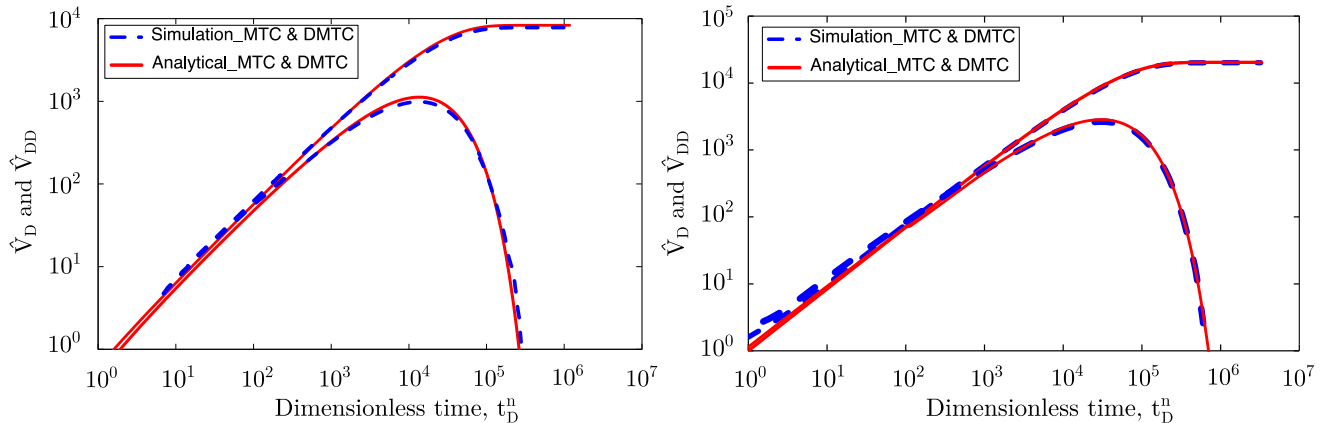 10^4
10^3
10^2
10^1
10^0
V̂_D and V̂_DD
Simulation_MTC & DMTC
Analytical_MTC & DMTC
10^0 10^1 10^2 10^3 10^4 10^5 10^6 10^7
Dimensionless time, t_D^n
10^5
10^4
10^3
10^2
10^1
10^0
V̂_D and V̂_DD
Simulation_MTC & DMTC
Analytical_MTC & DMTC
10^0 10^1 10^2 10^3 10^4 10^5 10^6 10^7
Dimensionless time, t_D^n